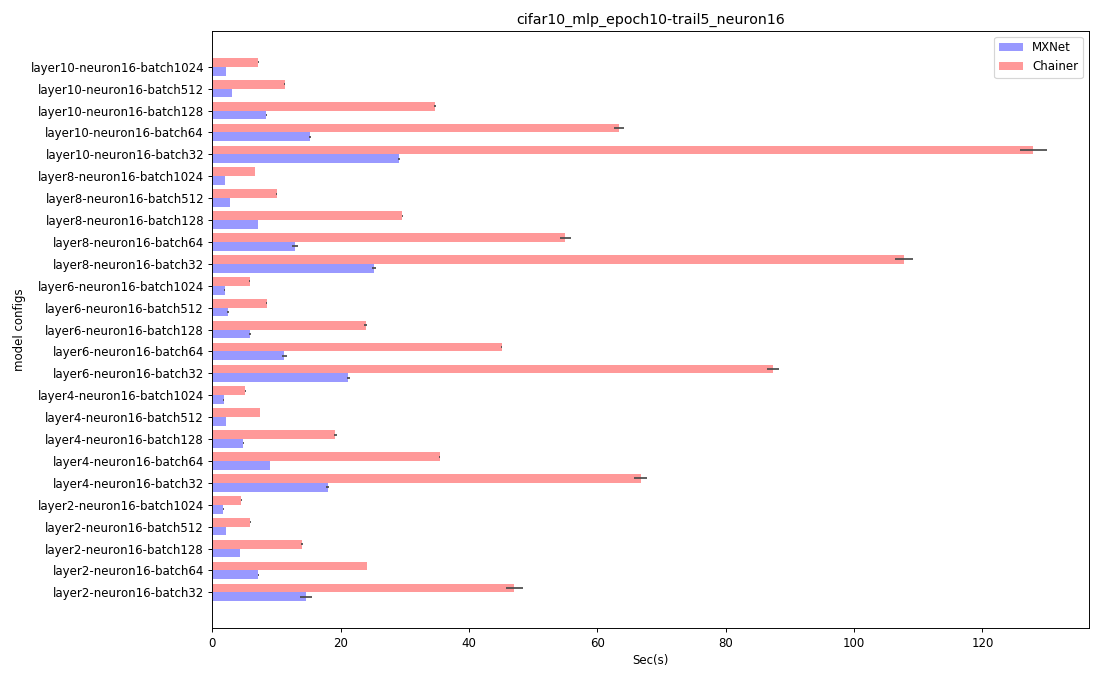 cifar10_mlp_epoch10-trail5_neuron16
MXNet
Chainer
layer10-neuron16-batch1024
layer10-neuron16-batch512
layer10-neuron16-batch128
layer10-neuron16-batch64
layer10-neuron16-batch32
layer8-neuron16-batch1024
layer8-neuron16-batch512
layer8-neuron16-batch128
layer8-neuron16-batch64
layer8-neuron16-batch32
layer6-neuron16-batch1024
layer6-neuron16-batch512
layer6-neuron16-batch128
layer6-neuron16-batch64
layer6-neuron16-batch32
layer4-neuron16-batch1024
layer4-neuron16-batch512
layer4-neuron16-batch128
layer4-neuron16-batch64
layer4-neuron16-batch32
layer2-neuron16-batch1024
layer2-neuron16-batch512
layer2-neuron16-batch128
layer2-neuron16-batch64
layer2-neuron16-batch32
model configs
0 20 40 60 80 100 120
Sec(s)